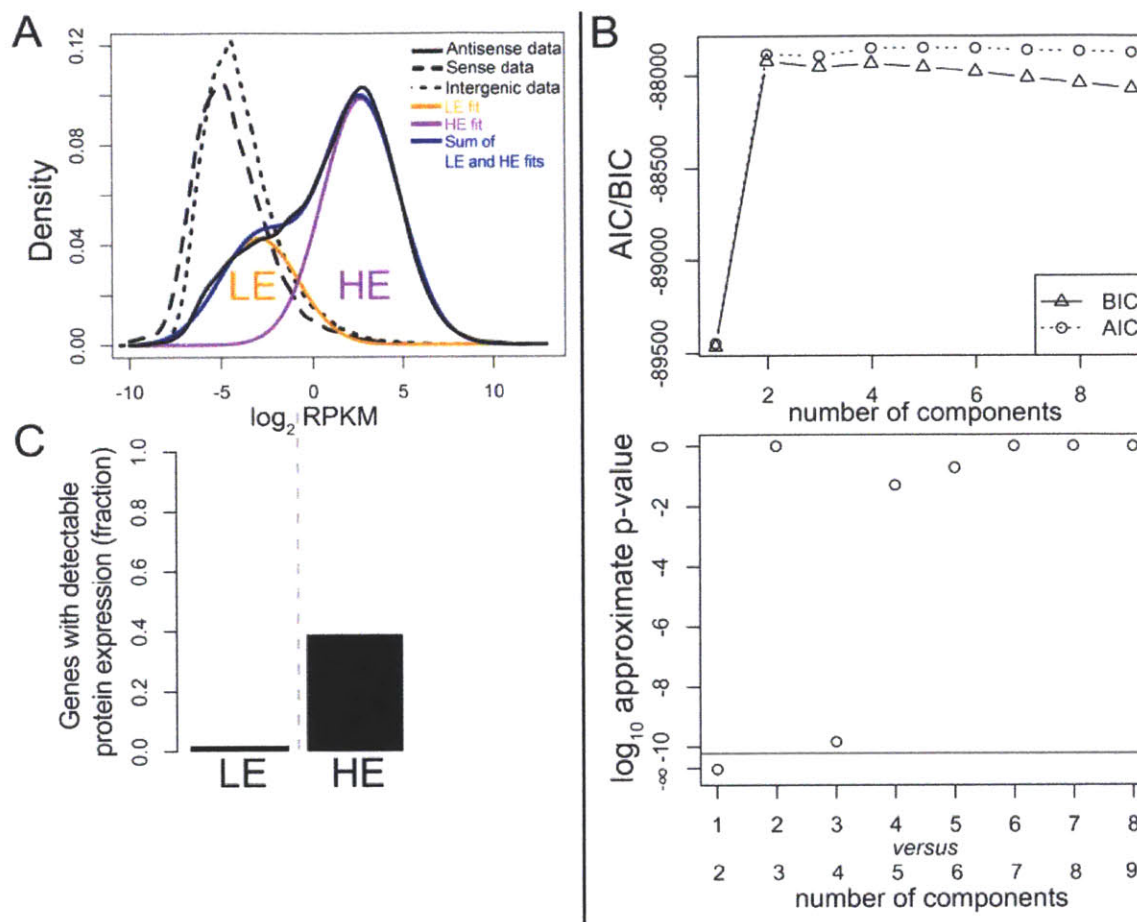 A
Density
0.00 0.04 0.08 0.12
Antisense data
Sense data
Intergenic data
LE fit
HE fit
Sum of
LE and HE fits
LE
HE
-10 -5 0 5 10
log2 RPKM
B
AIC/BIC
-89500 -89000 -88500 -88000
BIC
AIC
2 4 6 8
number of components
C
Genes with detectable
protein expression (fraction)
0.0 0.2 0.4 0.6 0.8 1.0
LE
HE
log10 approximate p-value
-∞ -10 -8 -6 -4 -2 0
1 2 3 4 5 6 7 8
versus
2 3 4 5 6 7 8 9
number of components